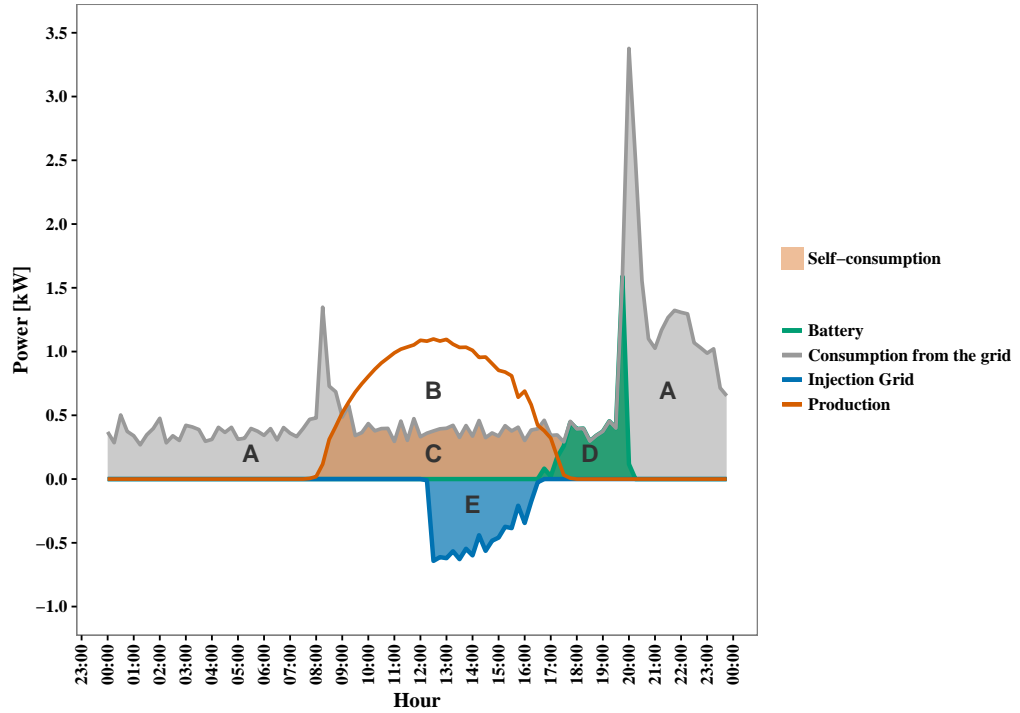 3.5
3.0
2.5
2.0
1.5
1.0
0.5
0.0
−0.5
−1.0
Power [kW]
A
B
C
D
E
A
23:00
00:00
01:00
02:00
03:00
04:00
05:00
06:00
07:00
08:00
09:00
10:00
11:00
12:00
13:00
14:00
15:00
16:00
17:00
18:00
19:00
20:00
21:00
22:00
23:00
00:00
Hour
Self−consumption
Battery
Consumption from the grid
Injection Grid
Production